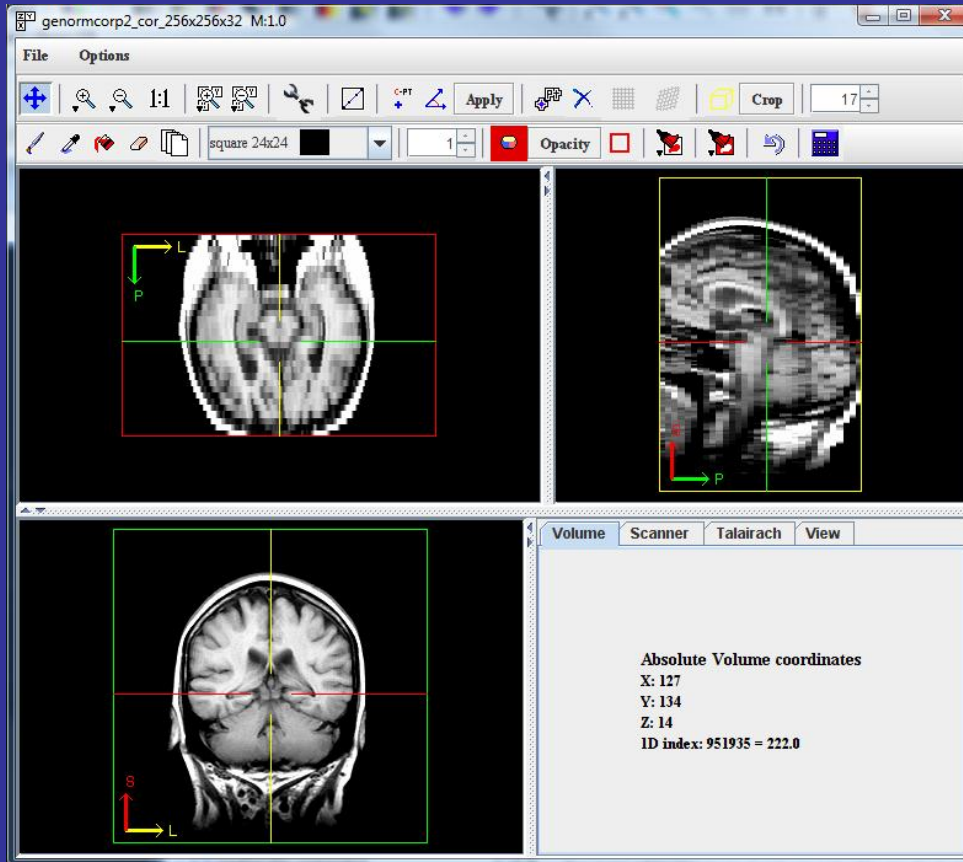 genormcorp2_cor_256x256x32 M:1.0
File Options
1:1 C-PT Apply Crop 17
square 24x24 1 Opacity
L
P
S
P
Volume Scanner Talairach View
Absolute Volume coordinates
X: 127
Y: 134
Z: 14
1D index: 951935 = 222.0
S
L